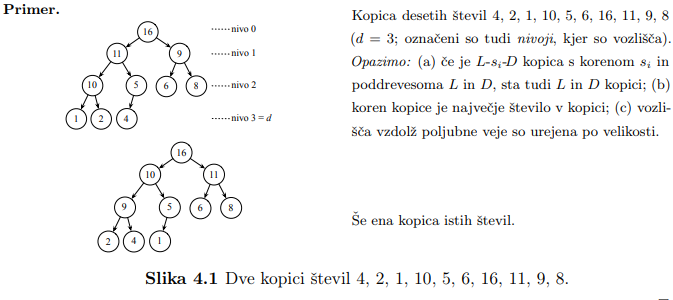 Primer.
16
nivo 0
11
9
nivo 1
10
5
6
8
nivo 2
1
2
4
nivo 3 = d
Kopica desetih števil 4, 2, 1, 10, 5, 6, 16, 11, 9, 8
(d = 3; označeni so tudi nivoji, kjer so vozlišča).
Opazimo: (a) če je L-si-D kopica s korenom si in
poddrevesoma L in D, sta tudi L in D kopici; (b)
koren kopice je največje število v kopici; (c) vozli-
šča vzdolž poljubne veje so urejena po velikosti.
16
10
11
9
5
6
8
2
4
1
Še ena kopica istih števil.
Slika 4.1 Dve kopici števil 4, 2, 1, 10, 5, 6, 16, 11, 9, 8.